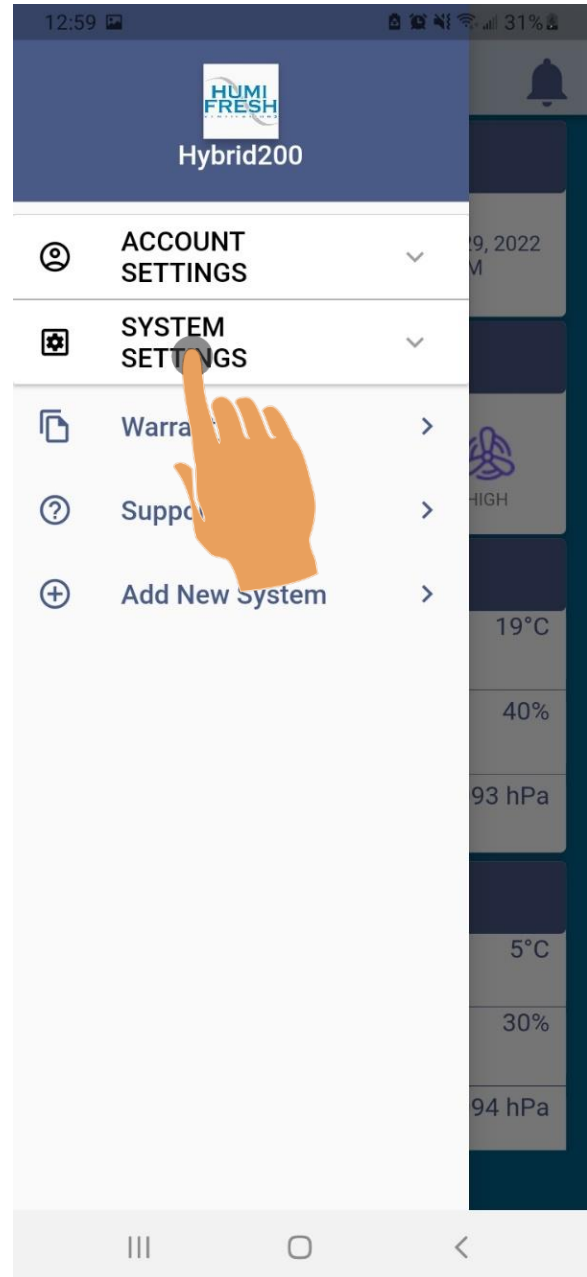 12:59
31%
HUMI
FRESH
Hybrid200
ACCOUNT
SETTINGS
29, 2022
M
SYSTEM
SETTINGS
HIGH
Add New System
19°C
40%
93 hPa
5°C
30%
94 hPa